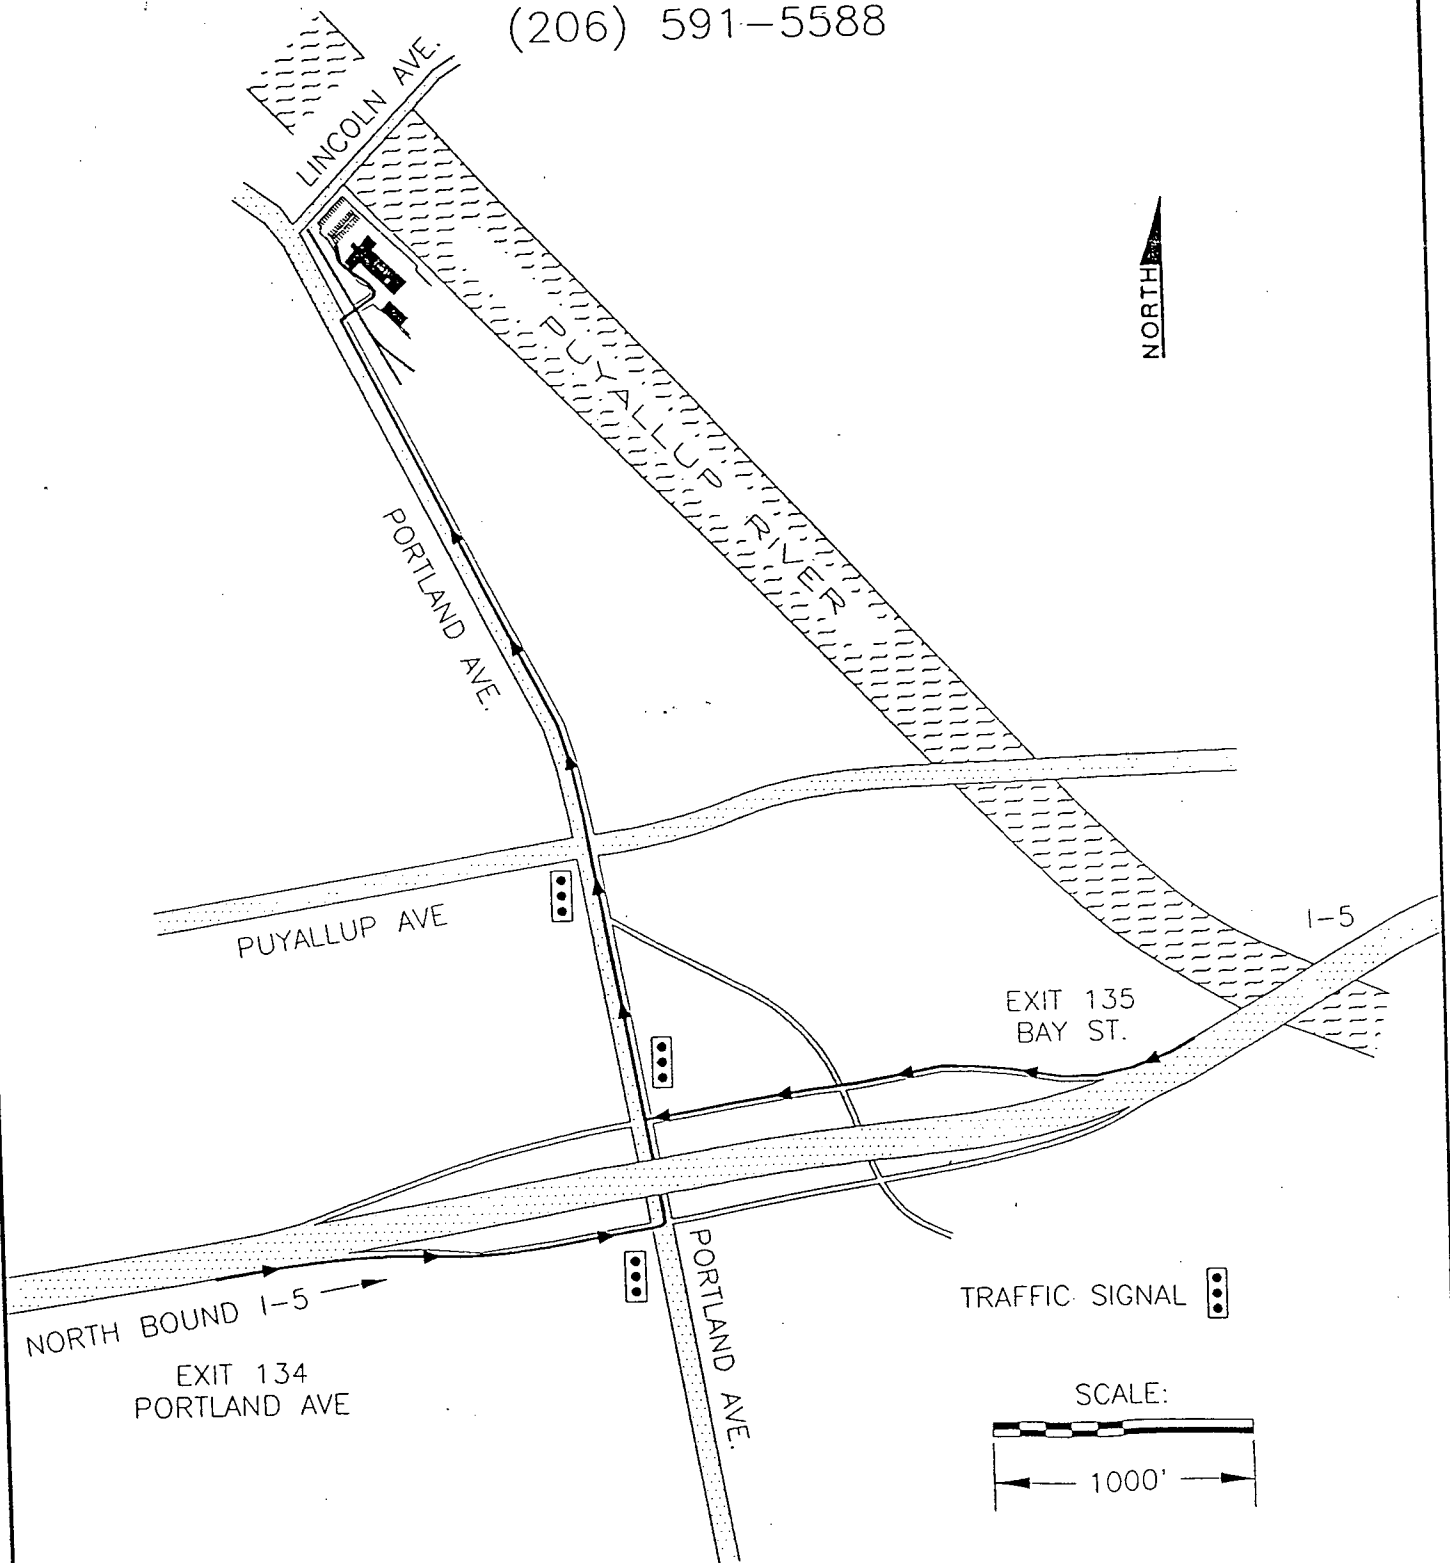 (206) 591-5588
LINCOLN AVE.
NORTH
PUYALLUP RIVER
PORTLAND AVE.
PUYALLUP AVE
I-5
EXIT 135
BAY ST.
NORTH BOUND I-5
EXIT 134
PORTLAND AVE
PORTLAND AVE.
TRAFFIC SIGNAL
SCALE:
1000'